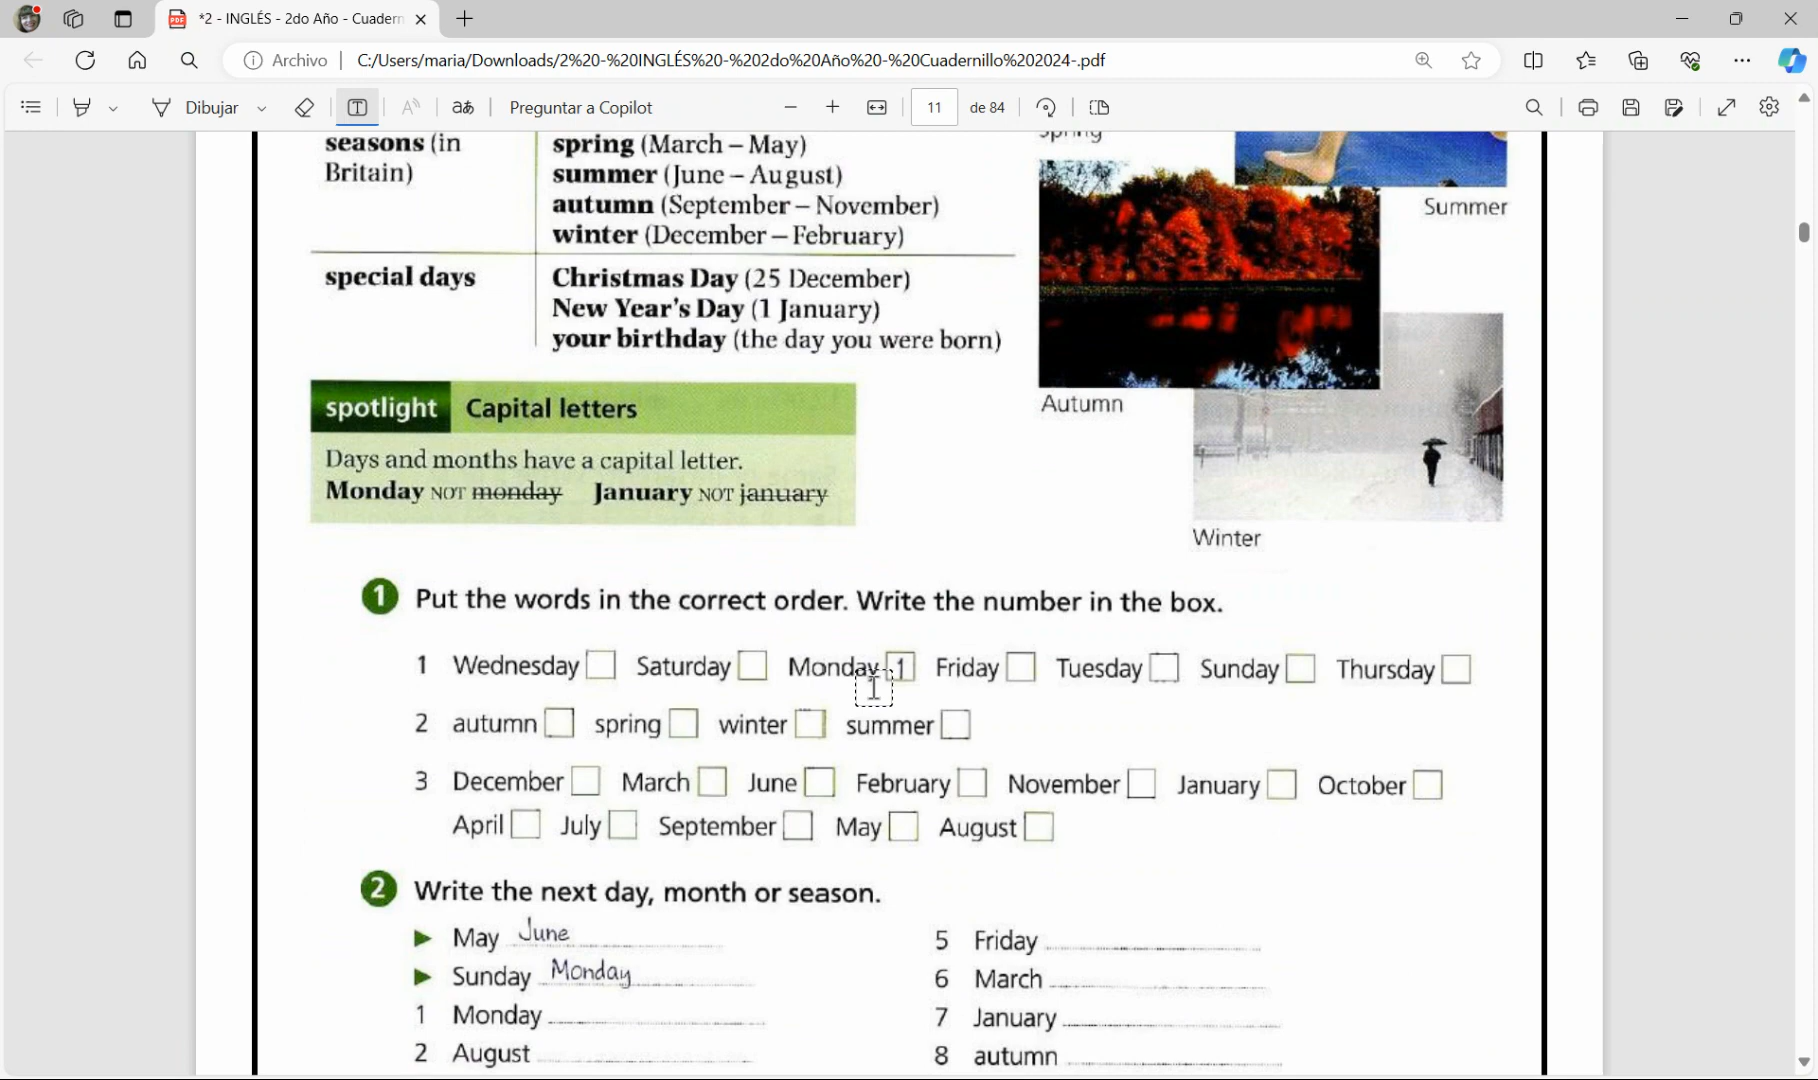 *2 - INGLÉS - 2do Año - Cuadern
Archivo
C:/Users/maria/Downloads/2%20-%20INGLÉS%20-%202do%20Año%20-%20Cuadernillo%202024-.pdf
Dibujar
Preguntar a Copilot
11 de 84
seasons (in Britain)
spring (March – May)
summer (June – August)
autumn (September – November)
winter (December – February)
special days
Christmas Day (25 December)
New Year's Day (1 January)
your birthday (the day you were born)
Spring
Summer
Autumn
Winter
spotlight Capital letters
Days and months have a capital letter.
Monday NOT monday January NOT january
1 Put the words in the correct order. Write the number in the box.
1 Wednesday Saturday Monday 1 Friday Tuesday Sunday Thursday
2 autumn spring winter summer
3 December March June February November January October
April July September May August
2 Write the next day, month or season.
May June
Sunday Monday
1 Monday
2 August
5 Friday
6 March
7 January
8 autumn